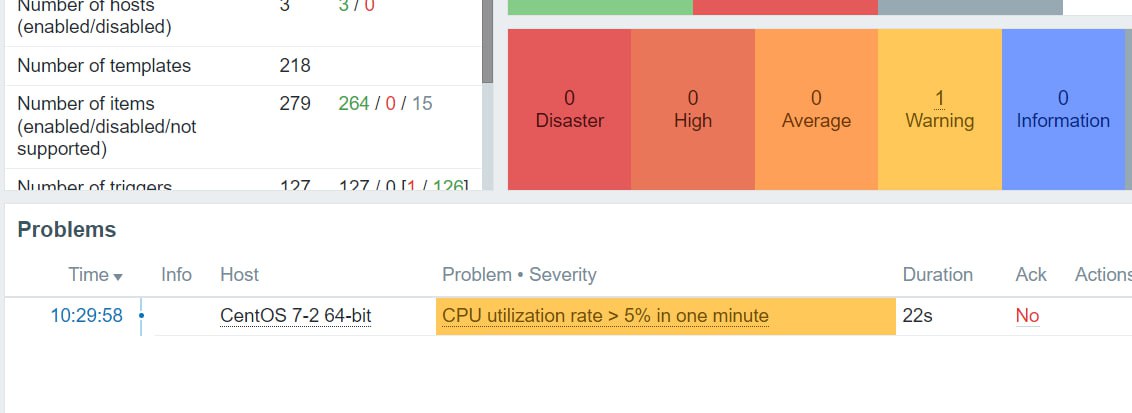 Number of hosts 3 3 / 0
(enabled/disabled)
Number of templates 218
Number of items 279 264 / 0 / 15
(enabled/disabled/not
supported)
Number of triggers 127 127 / 0 [1 / 126]
0 0 0 1 0
Disaster High Average Warning Information
Problems
Time Info Host Problem • Severity Duration Ack Actions
10:29:58 CentOS 7-2 64-bit CPU utilization rate > 5% in one minute 22s No